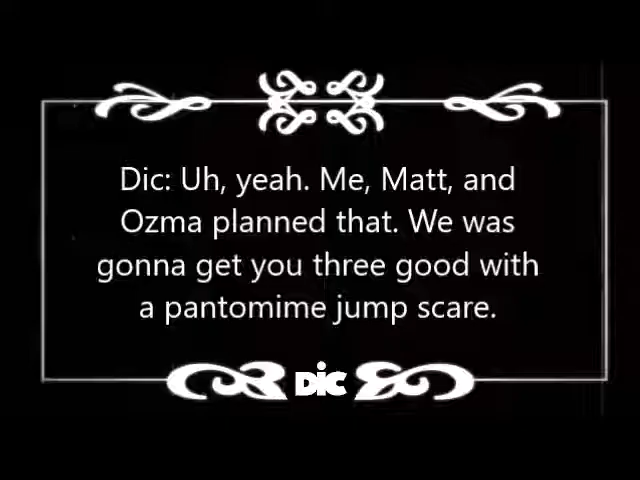 Dic: Uh, yeah. Me, Matt, and
Ozma planned that. We was
gonna get you three good with
a pantomime jump scare.
DiC